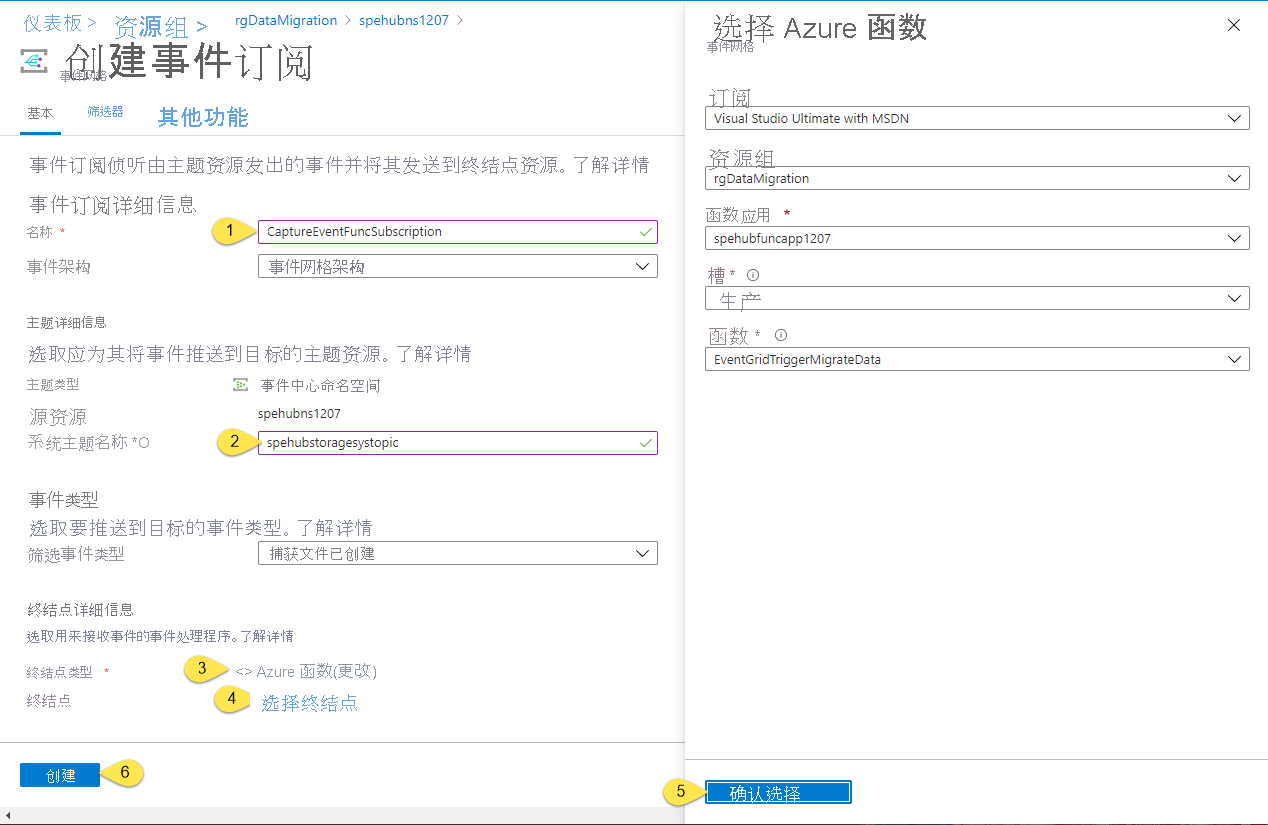 仪表板 > 资源组 > rgDataMigration > spehubns1207 >
创建事件订阅
事件网格
基本 筛选器 其他功能
事件订阅侦听由主题资源发出的事件并将其发送到终结点资源。了解详情
事件订阅详细信息
名称 * 1 CaptureEventFuncSubscription
事件架构 事件网格架构
主题详细信息
选取应为其将事件推送到目标的主题资源。了解详情
主题类型 事件中心命名空间
源资源 spehubns1207
系统主题名称 *O 2 spehubstoragesystopic
事件类型
选取要推送到目标的事件类型。了解详情
筛选事件类型 捕获文件已创建
终结点详细信息
选取用来接收事件的事件处理程序。了解详情
终结点类型 * 3 <> Azure 函数(更改)
终结点 4 选择终结点
创建 6
选择 Azure 函数
事件网格
订阅
Visual Studio Ultimate with MSDN
资源组
rgDataMigration
函数应用 *
spehubfuncapp1207
槽 *
生产
函数 *
EventGridTriggerMigrateData
5 确认选择